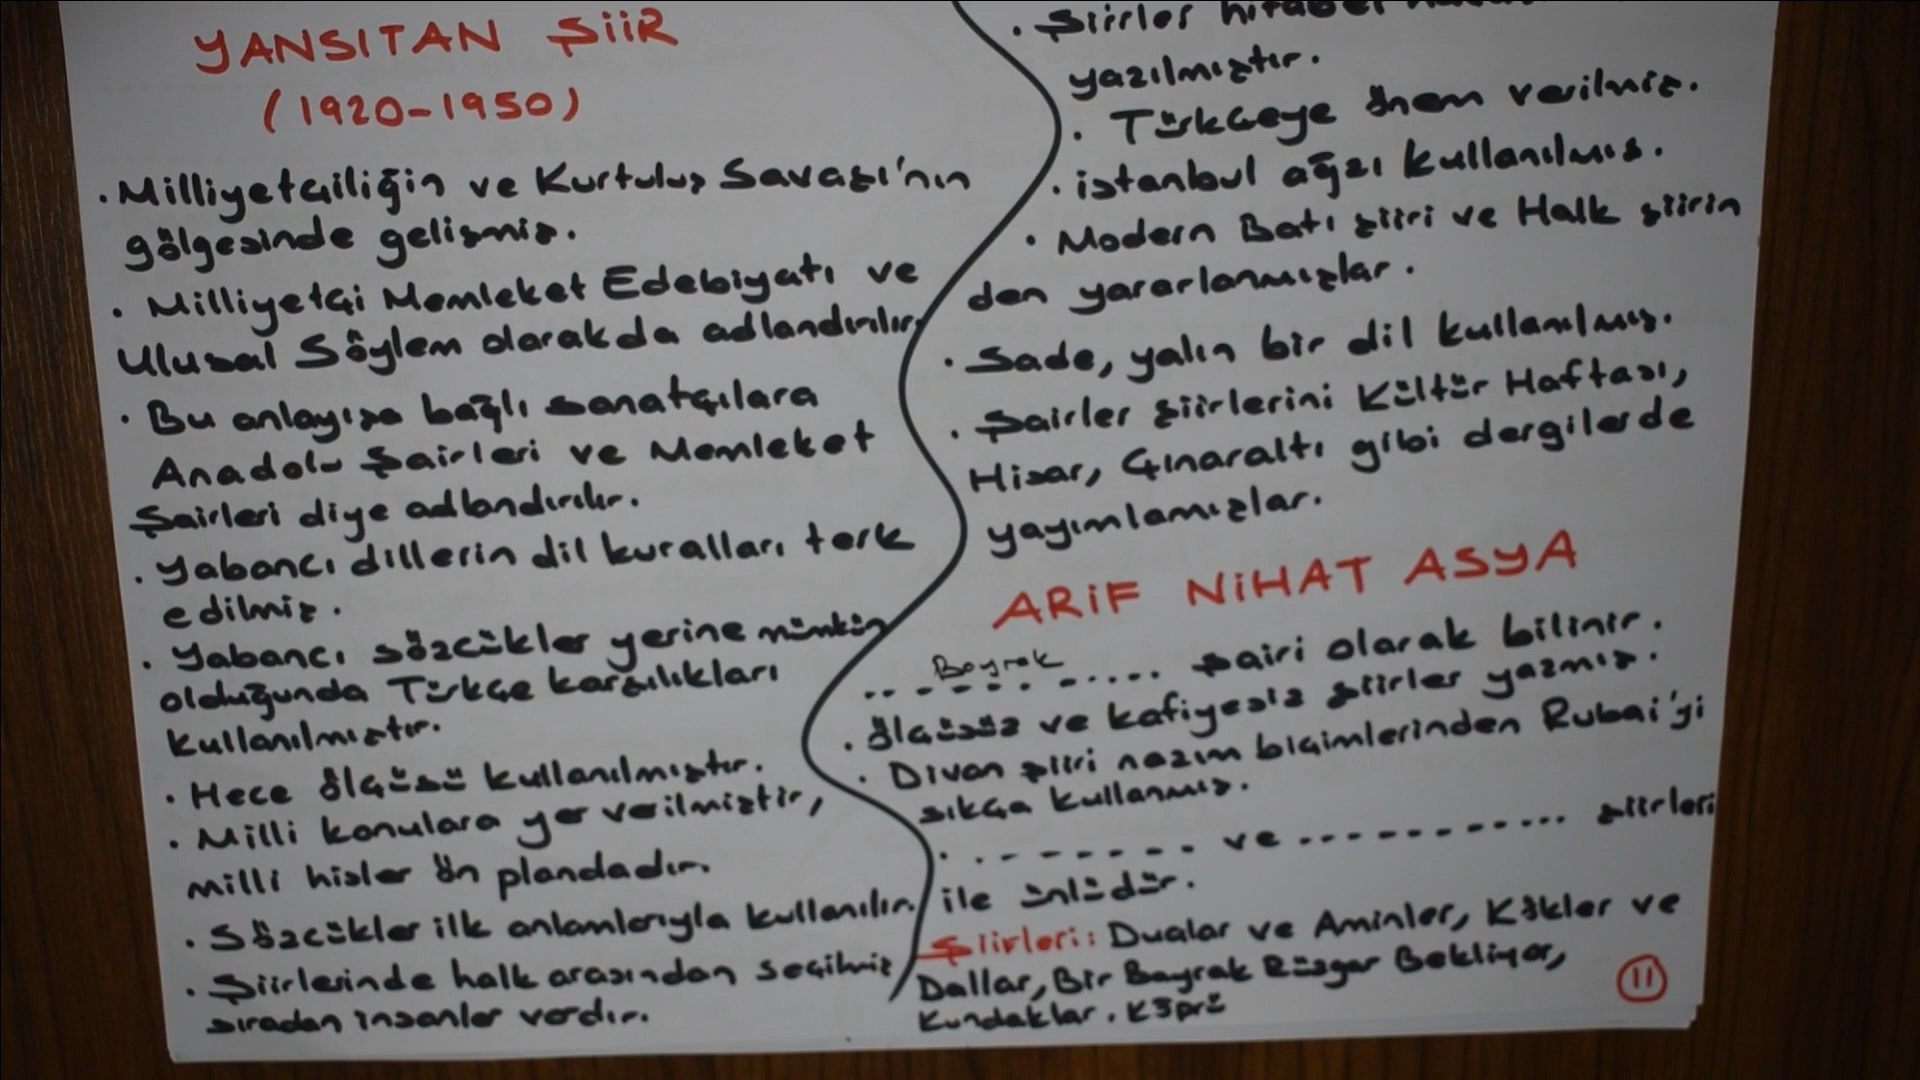 YANSITAN ŞiiR
(1920-1950)
. Milliyetçiliğin ve Kurtuluş Savaşı'nın
gölgesinde gelişmiş.
. Milliyetçi Memleket Edebiyatı ve
Ulusal Söylem olarakda adlandırılır.
. Bu anlayışa bağlı sanatçılara
Anadolu Şairleri ve Memleket
Şairleri diye adlandırılır.
. Yabancı dillerin dil kuralları terk
edilmiş.
. Yabancı sözcükler yerine mümkün
olduğunda Türkçe karşılıkları
kullanılmıştır.
. Hece ölçüsü kullanılmıştır.
. Milli konulara yer verilmiştir,
milli hisler ön plandadır.
. Sözcükler ilk anlamlarıyla kullanılır.
. Şiirlerinde halk arasından seçilmiş
sıradan insanlar vardır.
. Şiirler
yazılmıştır.
. Türkçeye önem verilmiş.
. istanbul ağzı kullanılmış.
. Modern Batı şiiri ve Halk şiirin
den yararlanmışlar.
. Sade, yalın bir dil kullanılmış.
. Şairler şiirlerini Kültür Haftası,
Hisar, Çınaraltı gibi dergilerde
yayımlamışlar.
ARiF NiHAT ASYA
.. Bayrak ..... şairi olarak bilinir.
. ölçüsüz ve kafiyesiz şiirler yazmış.
. Divan şiiri nazım biçimlerinden Rubai'yi
sıkça kullanmış.
. ........ ve ........... şiirleri
ile ünlüdür.
Şiirleri: Dualar ve Aminler, Kökler ve
Dallar, Bir Bayrak Rüzgar Bekliyor,
Kundaklar. Köprü
11